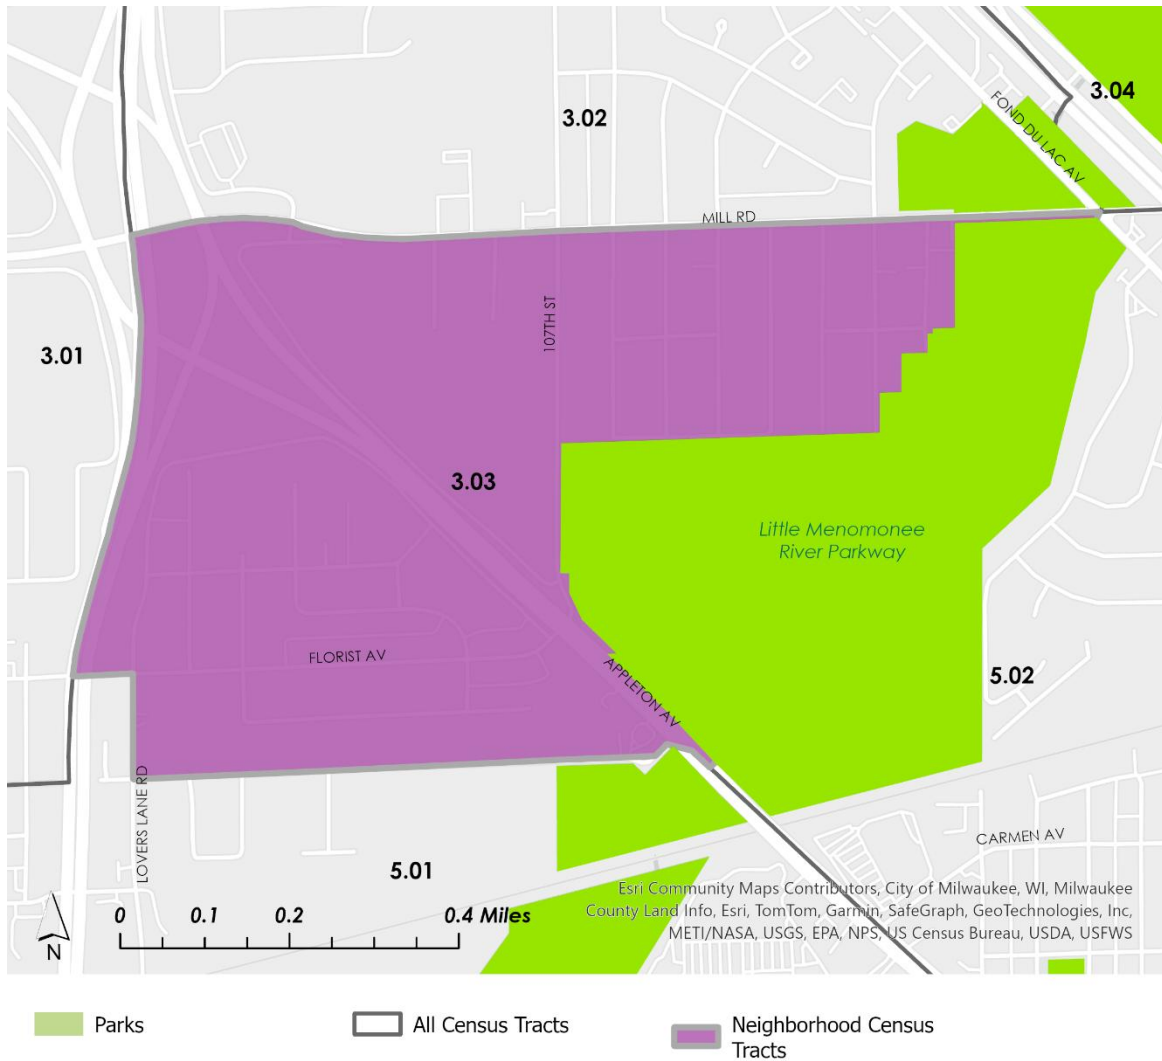 3.04
FOND DU LAC AV
3.02
MILL RD
107TH ST
3.01
3.03
Little Menomonee
River Parkway
FLORIST AV
APPLETON AV
5.02
LOVERS LANE RD
CARMEN AV
5.01
Esri Community Maps Contributors, City of Milwaukee, WI, Milwaukee
County Land Info, Esri, TomTom, Garmin, SafeGraph, GeoTechnologies, Inc,
METI/NASA, USGS, EPA, NPS, US Census Bureau, USDA, USFWS
N
0 0.1 0.2 0.4 Miles
Parks
All Census Tracts
Neighborhood Census
Tracts